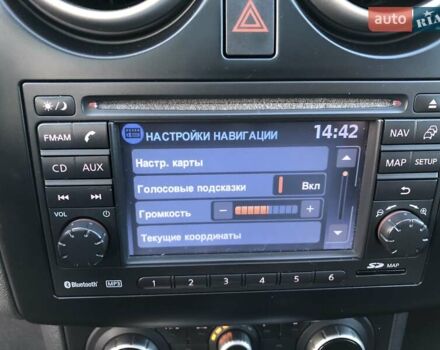 auto RIA
FM·AM
CD AUX
VOL
Bluetooth MP3
НАСТРОЙКИ НАВИГАЦИИ 14:42
Настр. карты
Голосовые подсказки Вкл
Громкость − +
Текущие координаты
NAV
MAP SETUP
SD MAP
1 2 3 4 5 6